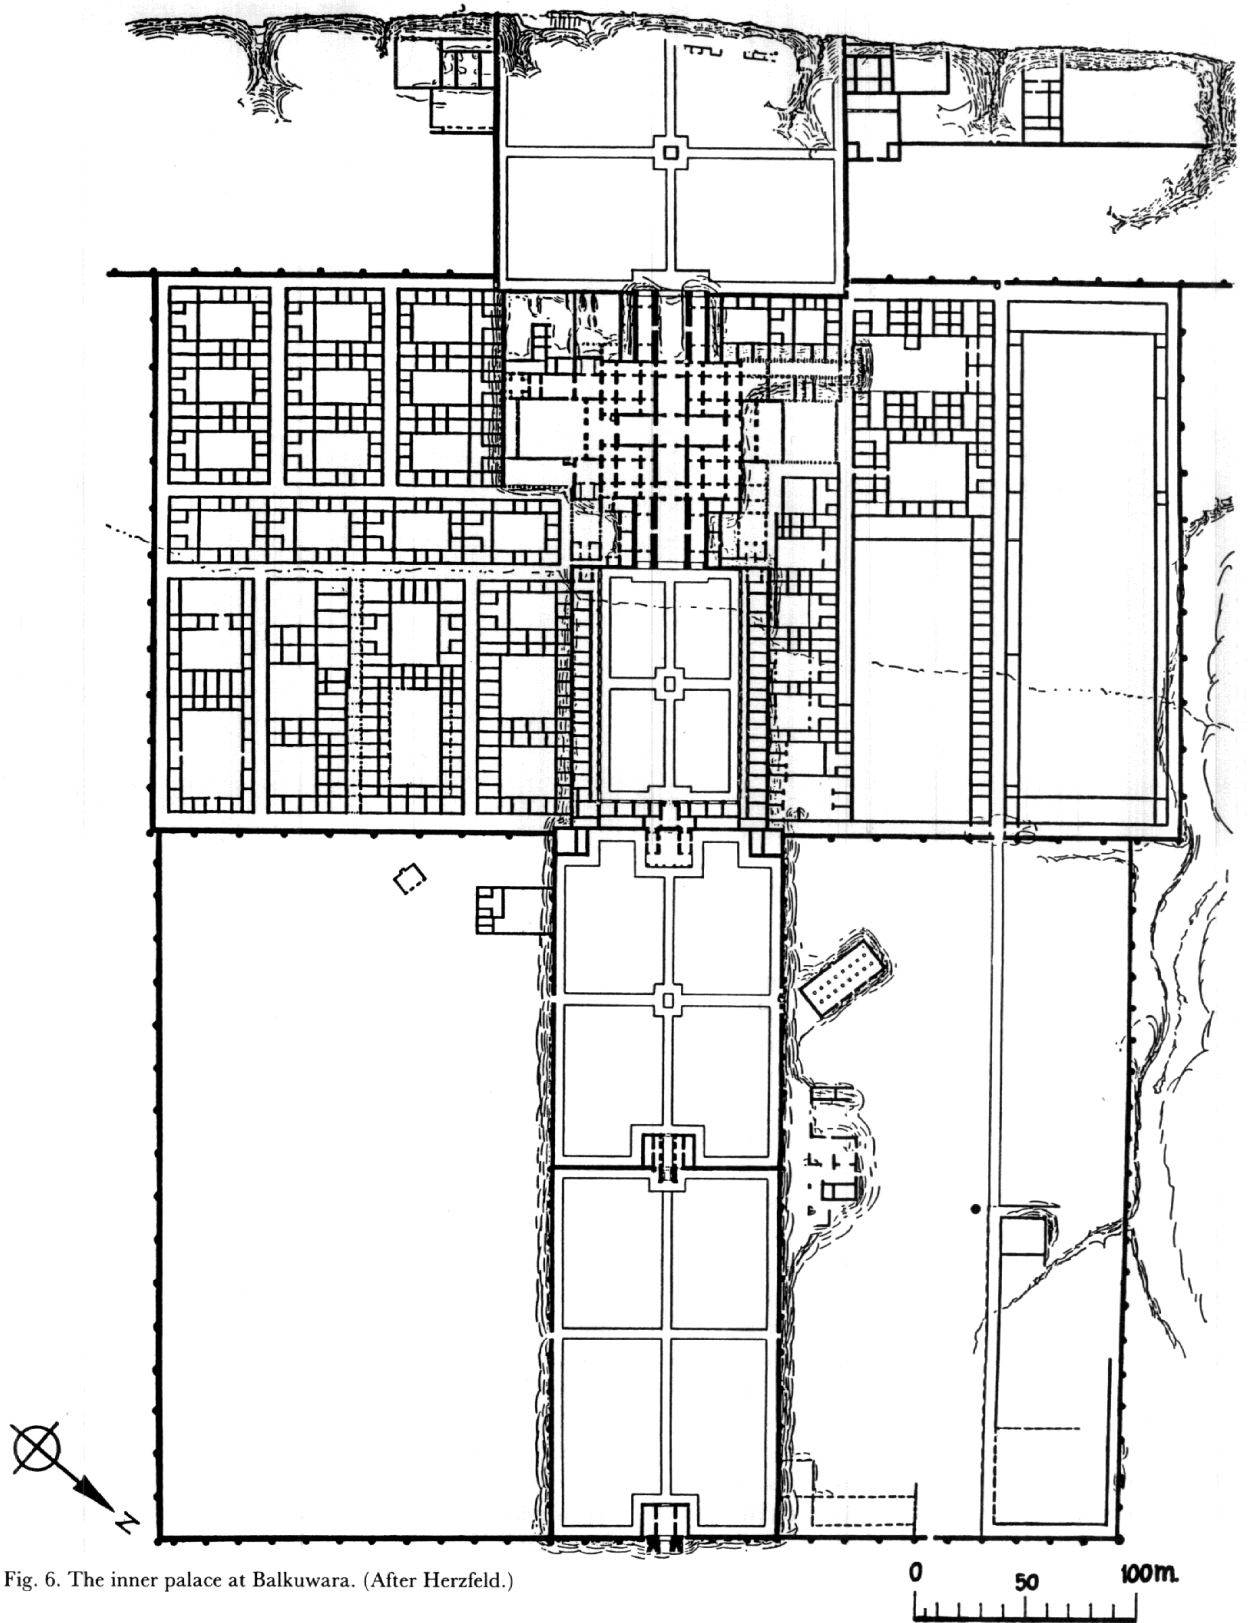 N
Fig. 6. The inner palace at Balkuwara. (After Herzfeld.)
0 50 100m.